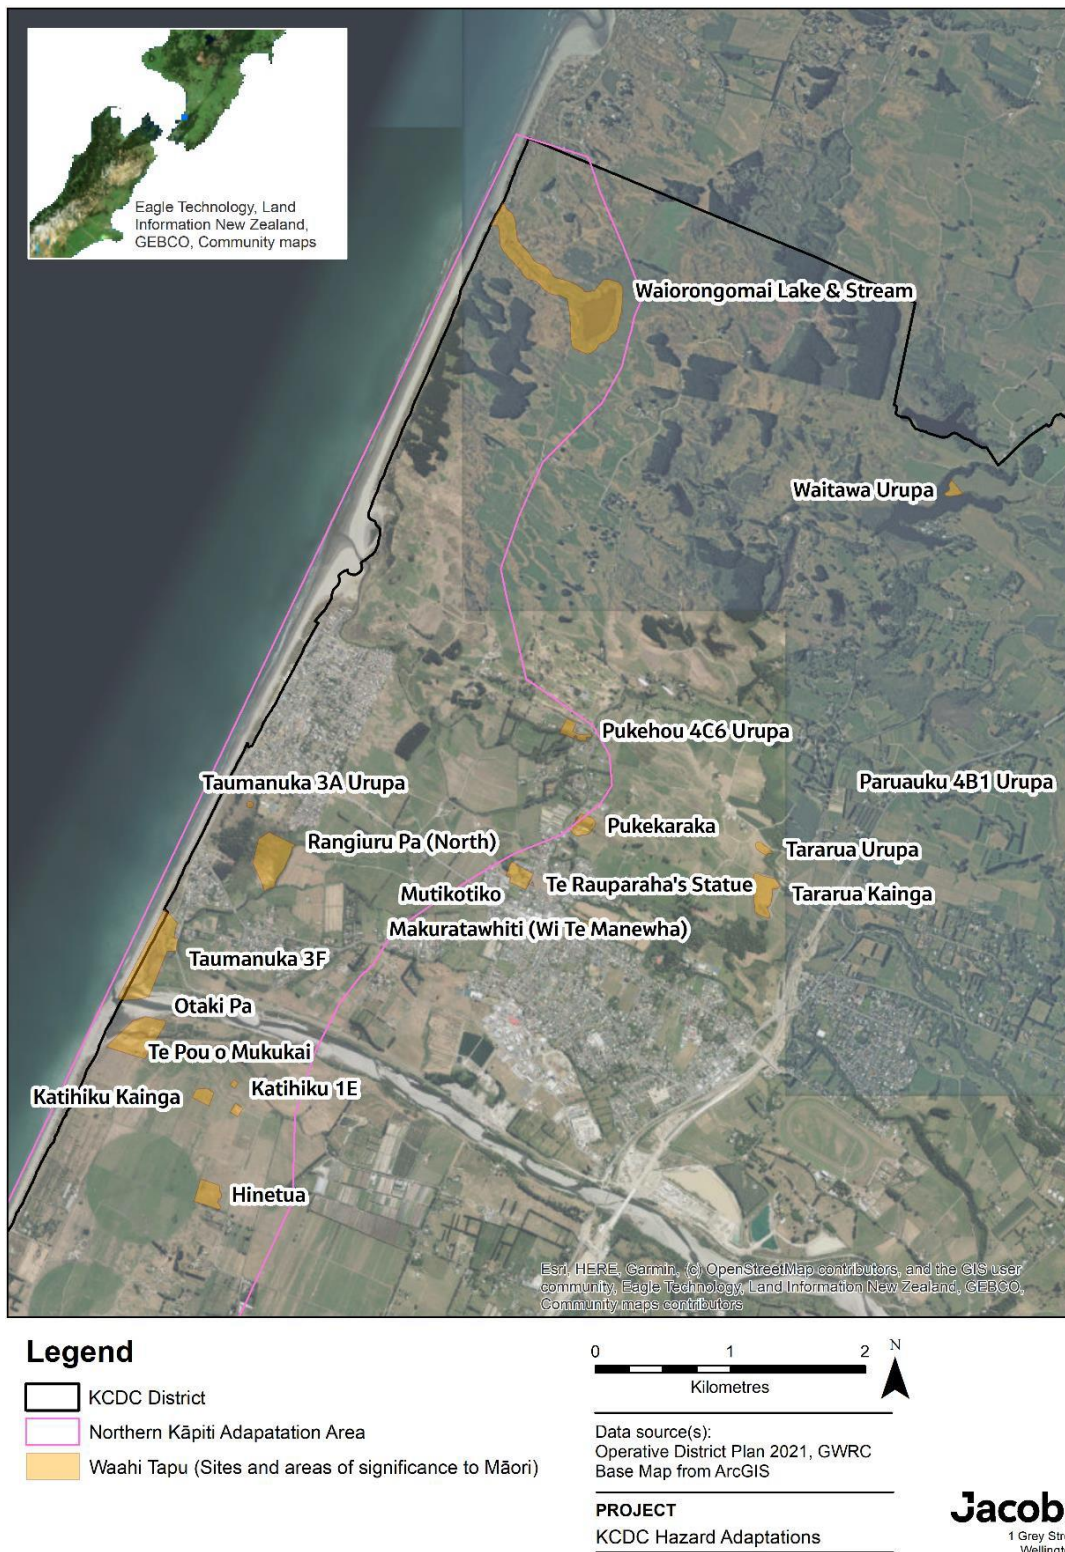 Eagle Technology, Land
Information New Zealand,
GEBCO, Community maps
Waiorongomai Lake & Stream
Waitawa Urupa
Pukehou 4C6 Urupa
Taumanuka 3A Urupa
Paruauku 4B1 Urupa
Rangiuru Pa (North)
Pukekaraka
Tararua Urupa
Mutikotiko
Te Rauparaha's Statue
Tararua Kainga
Makuratawhiti (Wi Te Manewha)
Taumanuka 3F
Otaki Pa
Te Pou o Mukukai
Katihiku Kainga
Katihiku 1E
Hinetua
Esri, HERE, Garmin, (c) OpenStreetMap contributors, and the GIS user
community, Eagle Technology, Land Information New Zealand, GEBCO,
Community maps contributors
Legend
KCDC District
Northern Kāpiti Adapatation Area
Waahi Tapu (Sites and areas of significance to Māori)
0 1 2
Kilometres
N
Data source(s):
Operative District Plan 2021, GWRC
Base Map from ArcGIS
PROJECT
KCDC Hazard Adaptations
Jacob
1 Grey Stre
Wellingt